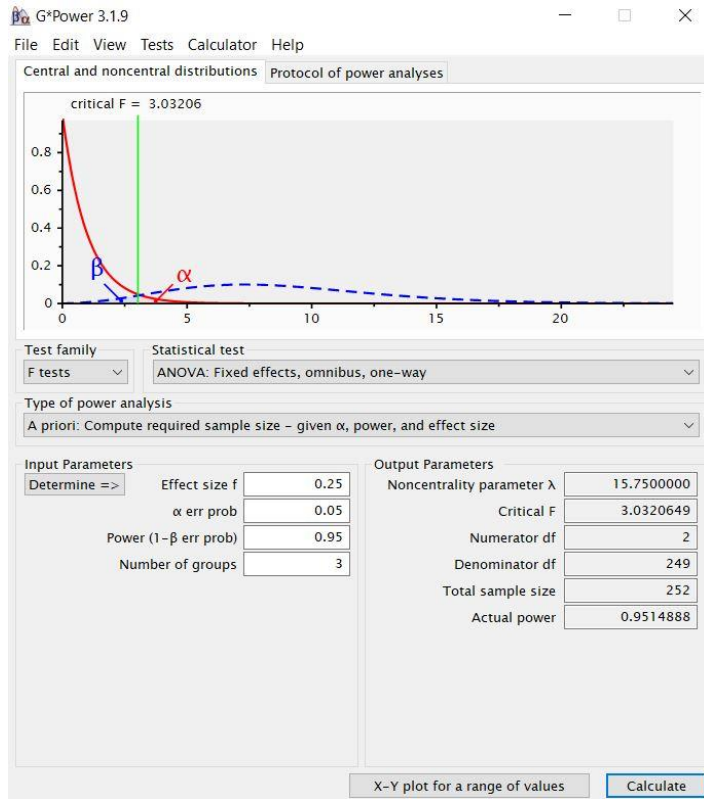 βα G*Power 3.1.9
File Edit View Tests Calculator Help
Central and noncentral distributions Protocol of power analyses
critical F = 3.03206
0.8
0.6
0.4
0.2
β α
0
0 5 10 15 20
Test family Statistical test
F tests ANOVA: Fixed effects, omnibus, one-way
Type of power analysis
A priori: Compute required sample size - given α, power, and effect size
Input Parameters Output Parameters
Determine => Effect size f 0.25 Noncentrality parameter λ 15.7500000
α err prob 0.05 Critical F 3.0320649
Power (1-β err prob) 0.95 Numerator df 2
Number of groups 3 Denominator df 249
Total sample size 252
Actual power 0.9514888
X-Y plot for a range of values Calculate